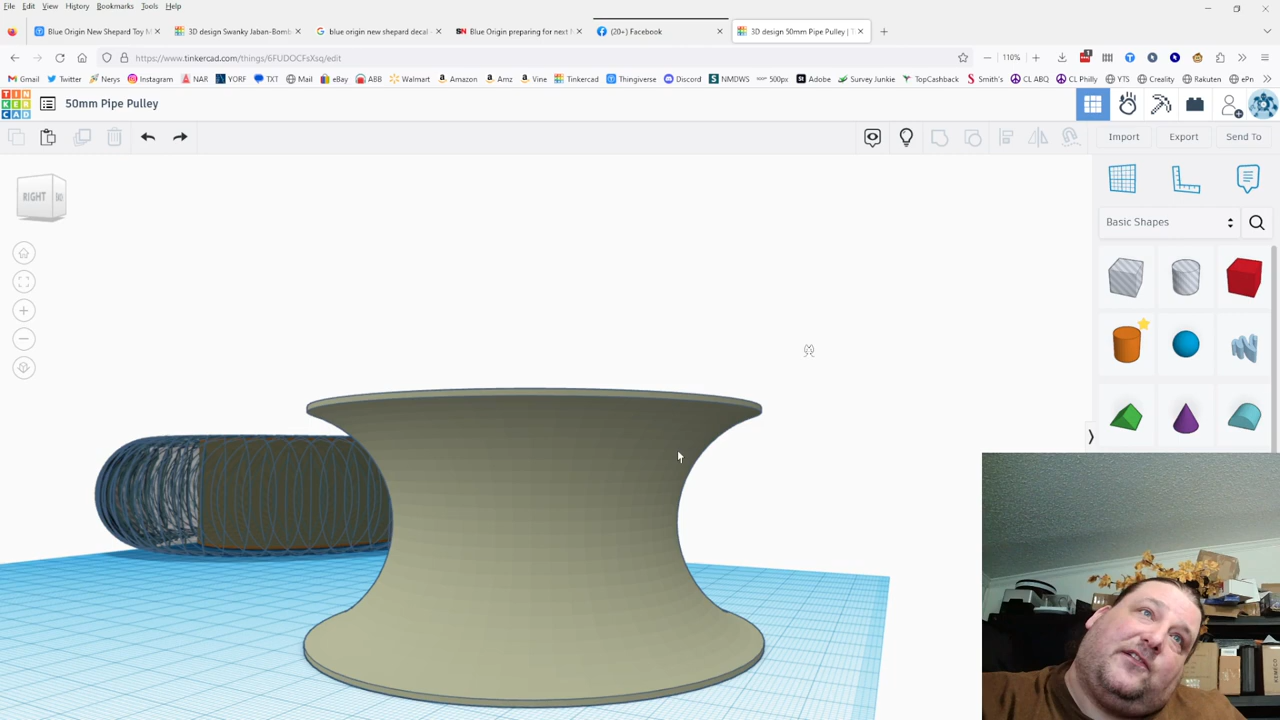 File Edit View History Bookmarks Tools Help
Blue Origin New Shepard Toy M
3D design Swanky Jaban-Bomb
blue origin new shepard decal -
Blue Origin preparing for next
(20+) Facebook
3D design 50mm Pipe Pulley | T
https://www.tinkercad.com/things/6FUDOCFsXsq/edit
110%
Gmail Twitter Nerys Instagram NAR YORF TXT Mail eBay ABB Walmart Amazon Amz Vine Tinkercad Thingiverse Discord NMDWS 500px Adobe Survey Junkie TopCashback Smith's CL ABQ CL Philly YTS Creality Rakuten ePn
TIN
KER
CAD
50mm Pipe Pulley
Import Export Send To
RIGHT
Basic Shapes